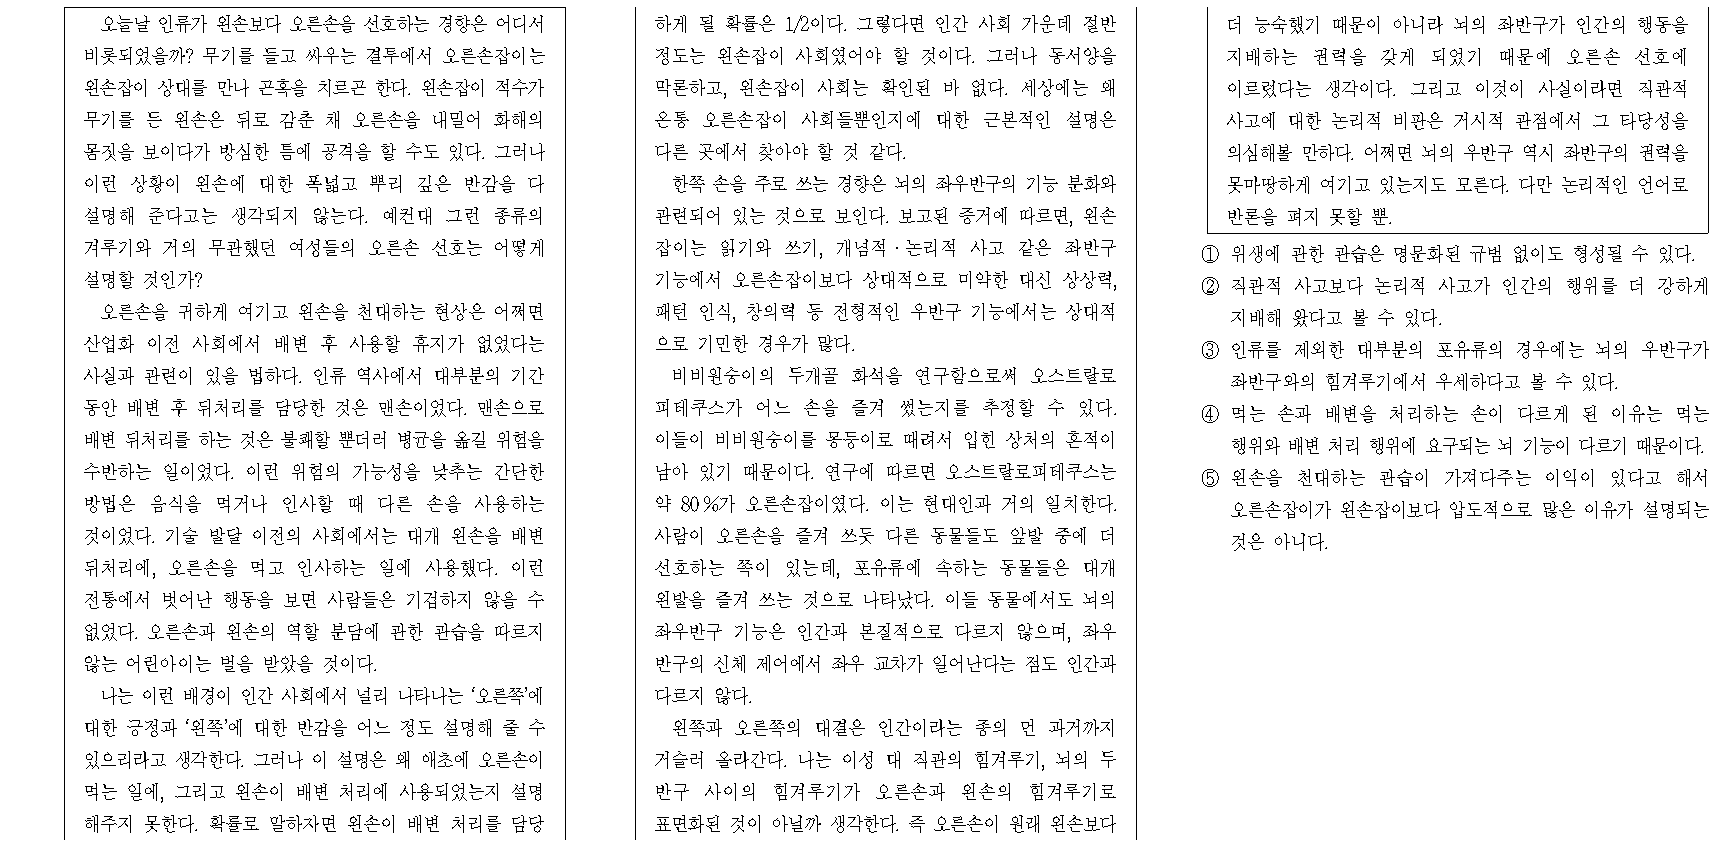 오늘날 인류가 왼손보다 오른손을 선호하는 경향은 어디서
비롯되었을까? 무기를 들고 싸우는 결투에서 오른손잡이는
왼손잡이 상대를 만나 곤혹을 치르곤 한다. 왼손잡이 적수가
무기를 든 왼손은 뒤로 감춘 채 오른손을 내밀어 화해의
몸짓을 보이다가 방심한 틈에 공격을 할 수도 있다. 그러나
이런 상황이 왼손에 대한 폭넓고 뿌리 깊은 반감을 다
설명해 준다고는 생각되지 않는다. 예컨대 그런 종류의
겨루기와 거의 무관했던 여성들의 오른손 선호는 어떻게
설명할 것인가?
오른손을 귀하게 여기고 왼손을 천대하는 현상은 어쩌면
산업화 이전 사회에서 배변 후 사용할 휴지가 없었다는
사실과 관련이 있을 법하다. 인류 역사에서 대부분의 기간
동안 배변 후 뒤처리를 담당한 것은 맨손이었다. 맨손으로
배변 뒤처리를 하는 것은 불쾌할 뿐더러 병균을 옮길 위험을
수반하는 일이었다. 이런 위험의 가능성을 낮추는 간단한
방법은 음식을 먹거나 인사할 때 다른 손을 사용하는
것이었다. 기술 발달 이전의 사회에서는 대개 왼손을 배변
뒤처리에, 오른손을 먹고 인사하는 일에 사용했다. 이런
전통에서 벗어난 행동을 보면 사람들은 기겁하지 않을 수
없었다. 오른손과 왼손의 역할 분담에 관한 관습을 따르지
않는 어린아이는 벌을 받았을 것이다.
나는 이런 배경이 인간 사회에서 널리 나타나는 '오른쪽'에
대한 긍정과 '왼쪽'에 대한 반감을 어느 정도 설명해 줄 수
있으리라고 생각한다. 그러나 이 설명은 왜 애초에 오른손이
먹는 일에, 그리고 왼손이 배변 처리에 사용되었는지 설명
해주지 못한다. 확률로 말하자면 왼손이 배변 처리를 담당
하게 될 확률은 1/2이다. 그렇다면 인간 사회 가운데 절반
정도는 왼손잡이 사회였어야 할 것이다. 그러나 동서양을
막론하고, 왼손잡이 사회는 확인된 바 없다. 세상에는 왜
온통 오른손잡이 사회들뿐인지에 대한 근본적인 설명은
다른 곳에서 찾아야 할 것 같다.
한쪽 손을 주로 쓰는 경향은 뇌의 좌우반구의 기능 분화와
관련되어 있는 것으로 보인다. 보고된 증거에 따르면, 왼손
잡이는 읽기와 쓰기, 개념적·논리적 사고 같은 좌반구
기능에서 오른손잡이보다 상대적으로 미약한 대신 상상력,
패턴 인식, 창의력 등 전형적인 우반구 기능에서는 상대적
으로 기민한 경우가 많다.
비비원숭이의 두개골 화석을 연구함으로써 오스트랄로
피테쿠스가 어느 손을 즐겨 썼는지를 추정할 수 있다.
이들이 비비원숭이를 몽둥이로 때려서 입힌 상처의 흔적이
남아 있기 때문이다. 연구에 따르면 오스트랄로피테쿠스는
약 80%가 오른손잡이였다. 이는 현대인과 거의 일치한다.
사람이 오른손을 즐겨 쓰듯 다른 동물들도 앞발 중에 더
선호하는 쪽이 있는데, 포유류에 속하는 동물들은 대개
왼발을 즐겨 쓰는 것으로 나타났다. 이들 동물에서도 뇌의
좌우반구 기능은 인간과 본질적으로 다르지 않으며, 좌우
반구의 신체 제어에서 좌우 교차가 일어난다는 점도 인간과
다르지 않다.
왼쪽과 오른쪽의 대결은 인간이라는 종의 먼 과거까지
거슬러 올라간다. 나는 이성 대 직관의 힘겨루기, 뇌의 두
반구 사이의 힘겨루기가 오른손과 왼손의 힘겨루기로
표면화된 것이 아닐까 생각한다. 즉 오른손이 원래 왼손보다
더 능숙했기 때문이 아니라 뇌의 좌반구가 인간의 행동을
지배하는 권력을 갖게 되었기 때문에 오른손 선호에
이르렀다는 생각이다. 그리고 이것이 사실이라면 직관적
사고에 대한 논리적 비판은 거시적 관점에서 그 타당성을
의심해볼 만하다. 어쩌면 뇌의 우반구 역시 좌반구의 권력을
못마땅하게 여기고 있는지도 모른다. 다만 논리적인 언어로
반론을 펴지 못할 뿐.
① 위생에 관한 관습은 명문화된 규범 없이도 형성될 수 있다.
② 직관적 사고보다 논리적 사고가 인간의 행위를 더 강하게
지배해 왔다고 볼 수 있다.
③ 인류를 제외한 대부분의 포유류의 경우에는 뇌의 우반구가
좌반구와의 힘겨루기에서 우세하다고 볼 수 있다.
④ 먹는 손과 배변을 처리하는 손이 다르게 된 이유는 먹는
행위와 배변 처리 행위에 요구되는 뇌 기능이 다르기 때문이다.
⑤ 왼손을 천대하는 관습이 가져다주는 이익이 있다고 해서
오른손잡이가 왼손잡이보다 압도적으로 많은 이유가 설명되는
것은 아니다.